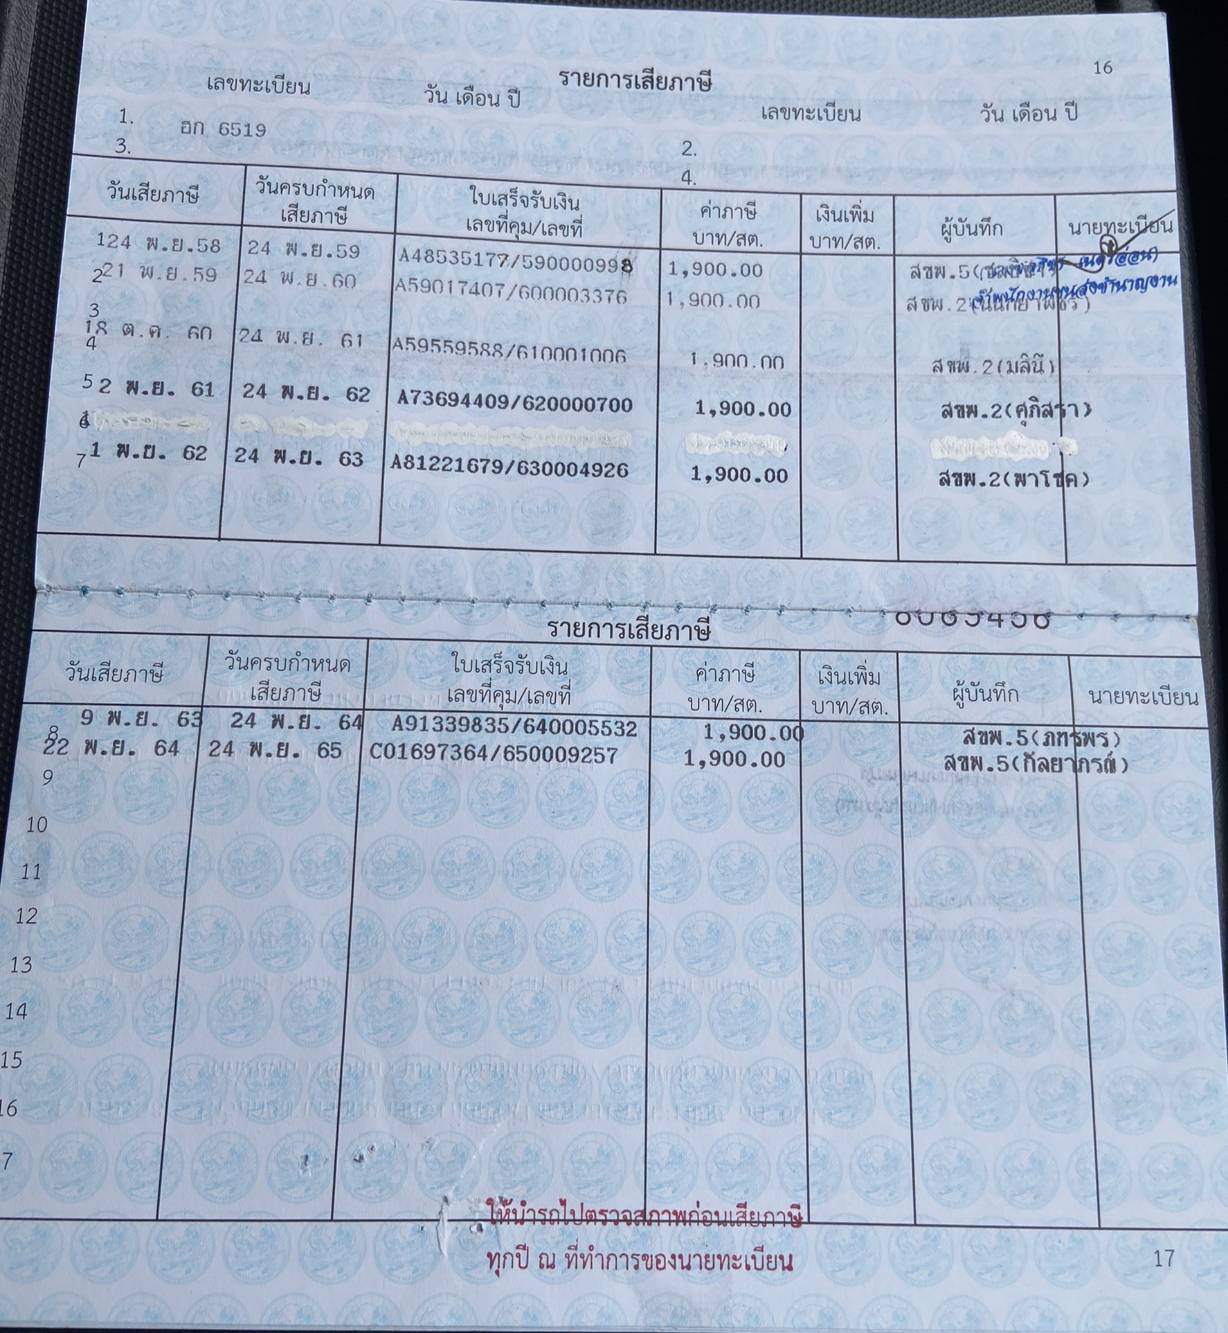 16
รายการเสียภาษี
เลขทะเบียน วัน เดือน ปี เลขทะเบียน วัน เดือน ปี
1. ฮก 6519 2.
3. 4.
วันเสียภาษี วันครบกำหนดเสียภาษี ใบเสร็จรับเงิน เลขที่คุม/เลขที่ ค่าภาษี บาท/สต. เงินเพิ่ม บาท/สต. ผู้บันทึก นายทะเบียน
1 24 พ.ย.58 24 พ.ย.59 A48535177/590000998 1,900.00 สขพ.5
2 21 พ.ย.59 24 พ.ย.60 A59017407/600003376 1,900.00 สขพ.2
3
18 ต.ค. 60 24 พ.ย. 61 A59559588/610001006 1,900.00 สขพ.2(มลินี)
4
5 2 พ.ย. 61 24 พ.ย. 62 A73694409/620000700 1,900.00 สขพ.2(ศุภิสรา)
7 1 พ.ย. 62 24 พ.ย. 63 A81221679/630004926 1,900.00 สขพ.2(พาโชค)
รายการเสียภาษี
วันเสียภาษี วันครบกำหนดเสียภาษี ใบเสร็จรับเงิน เลขที่คุม/เลขที่ ค่าภาษี บาท/สต. เงินเพิ่ม บาท/สต. ผู้บันทึก นายทะเบียน
9 พ.ย. 63 24 พ.ย. 64 A91339835/640005532 1,900.00 สขพ.5(ภทรพร)
8
22 พ.ย. 64 24 พ.ย. 65 C01697364/650009257 1,900.00 สขพ.5(กัลยาภรณ์)
9
10
11
12
13
14
15
16
7
ให้นำรถไปตรวจสภาพก่อนเสียภาษี
ทุกปี ณ ที่ทำการของนายทะเบียน
17